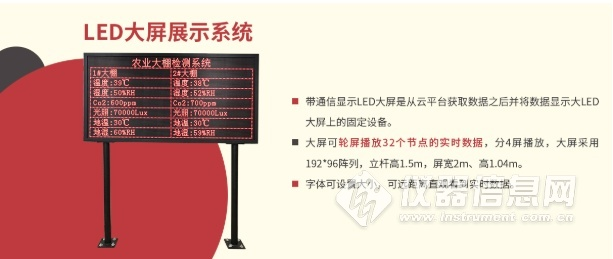 LED大屏展示系统
农业大棚检测系统
1#大棚 2#大棚
温度:39℃ 温度:38℃
湿度:50%RH 湿度:52%RH
Co2:600ppm Co2:700ppm
光照:70000Lux 光照:70000Lux
地温:30℃ 地温:30℃
地湿:60%RH 地湿:59%RH
带通信显示LED大屏是从云平台获取数据之后并将数据显示大LED
大屏上的固定设备。
大屏可轮屏播放32个节点的实时数据，分4屏播放，大屏采用
192*96阵列，立杆高1.5m，屏宽2m、高1.04m。
字体可设置大小，可远距离直观看到实时数据。
仪器信息网
www.instrument.com.cn